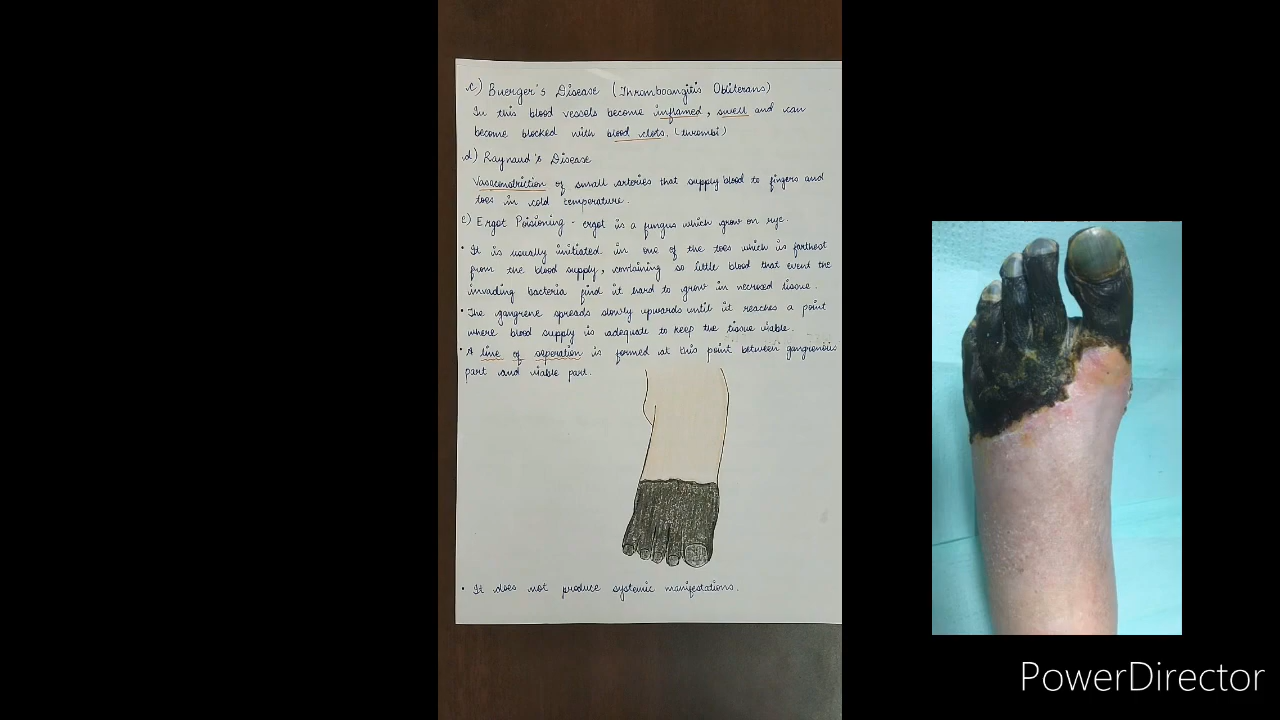 c) Buerger's Disease (Thromboangiitis Obliterans)
In this blood vessels become inflamed, swell and can
become blocked with blood clots. (thrombi)
d) Raynaud's Disease
Vasoconstriction of small arteries that supply blood to fingers and
toes in cold temperature.
e) Ergot Poisioning - ergot is a fungus which grow on rye.
• It is usually initiated in one of the toes which is farthest
from the blood supply, containing so little blood that event the
invading bacteria find it hard to grow in necrosed tissue.
• The gangrene spreads slowly upwards until it reaches a point
where blood supply is adequate to keep the tissue viable.
• A line of seperation is formed at this point between gangrenous
part and viable part.
• It does not produce systemic manifestations.
PowerDirector